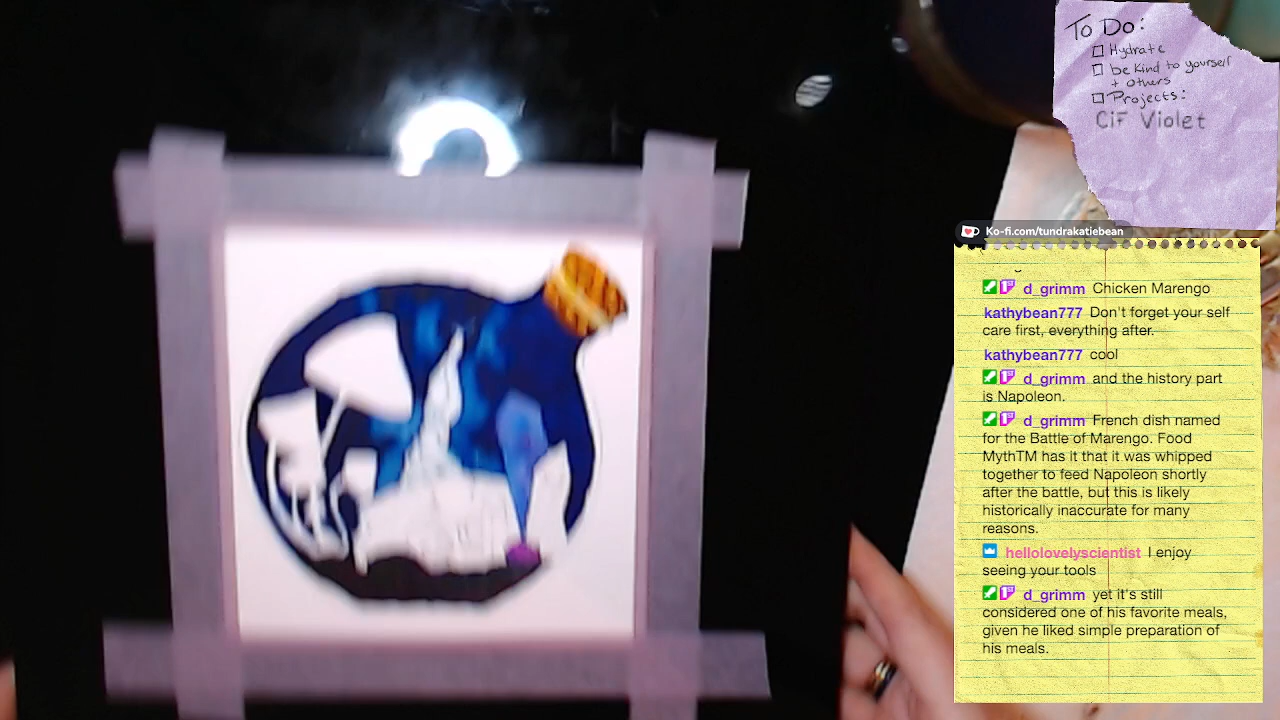 To Do:
Hydrate
be kind to yourself
+ others
Projects:
CiF Violet
Ko-fi.com/tundrakatiebean
d_grimm Chicken Marengo
kathybean777 Don't forget your self
care first, everything after.
kathybean777 cool
d_grimm and the history part
is Napoleon.
d_grimm French dish named
for the Battle of Marengo. Food
MythTM has it that it was whipped
together to feed Napoleon shortly
after the battle, but this is likely
historically inaccurate for many
reasons.
hellolovelyscientist I enjoy
seeing your tools
d_grimm yet it's still
considered one of his favorite meals,
given he liked simple preparation of
his meals.